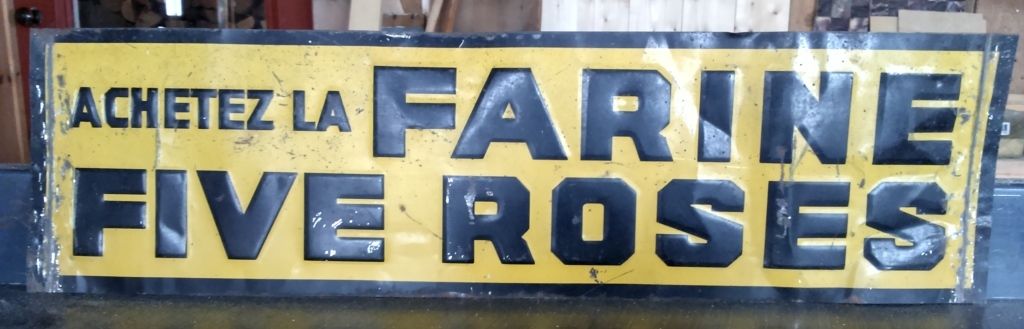 ACHETEZ LA FARINE
FIVE ROSES